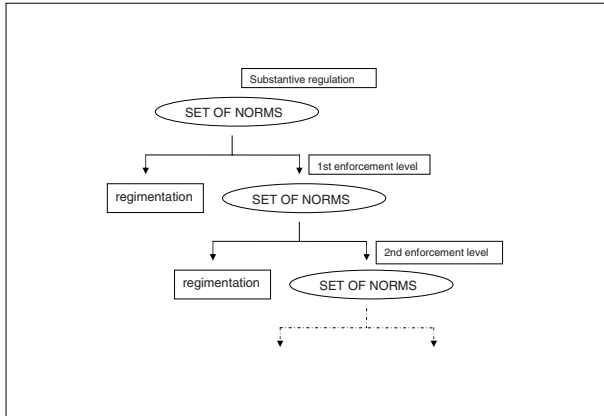 Substantive regulation
SET OF NORMS
1st enforcement level
regimentation
SET OF NORMS
2nd enforcement level
regimentation
SET OF NORMS